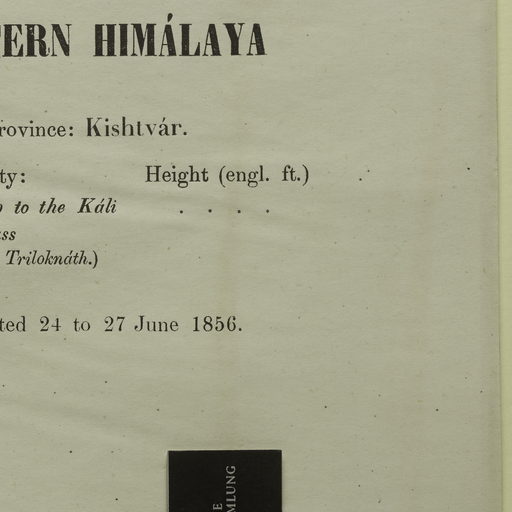 TERN HIMÁLAYA
rovince: Kishtvár.
ty: Height (engl. ft.)
to the Káli . . . .
ss
Triloknáth.)
ted 24 to 27 June 1856.
E
MLUNG